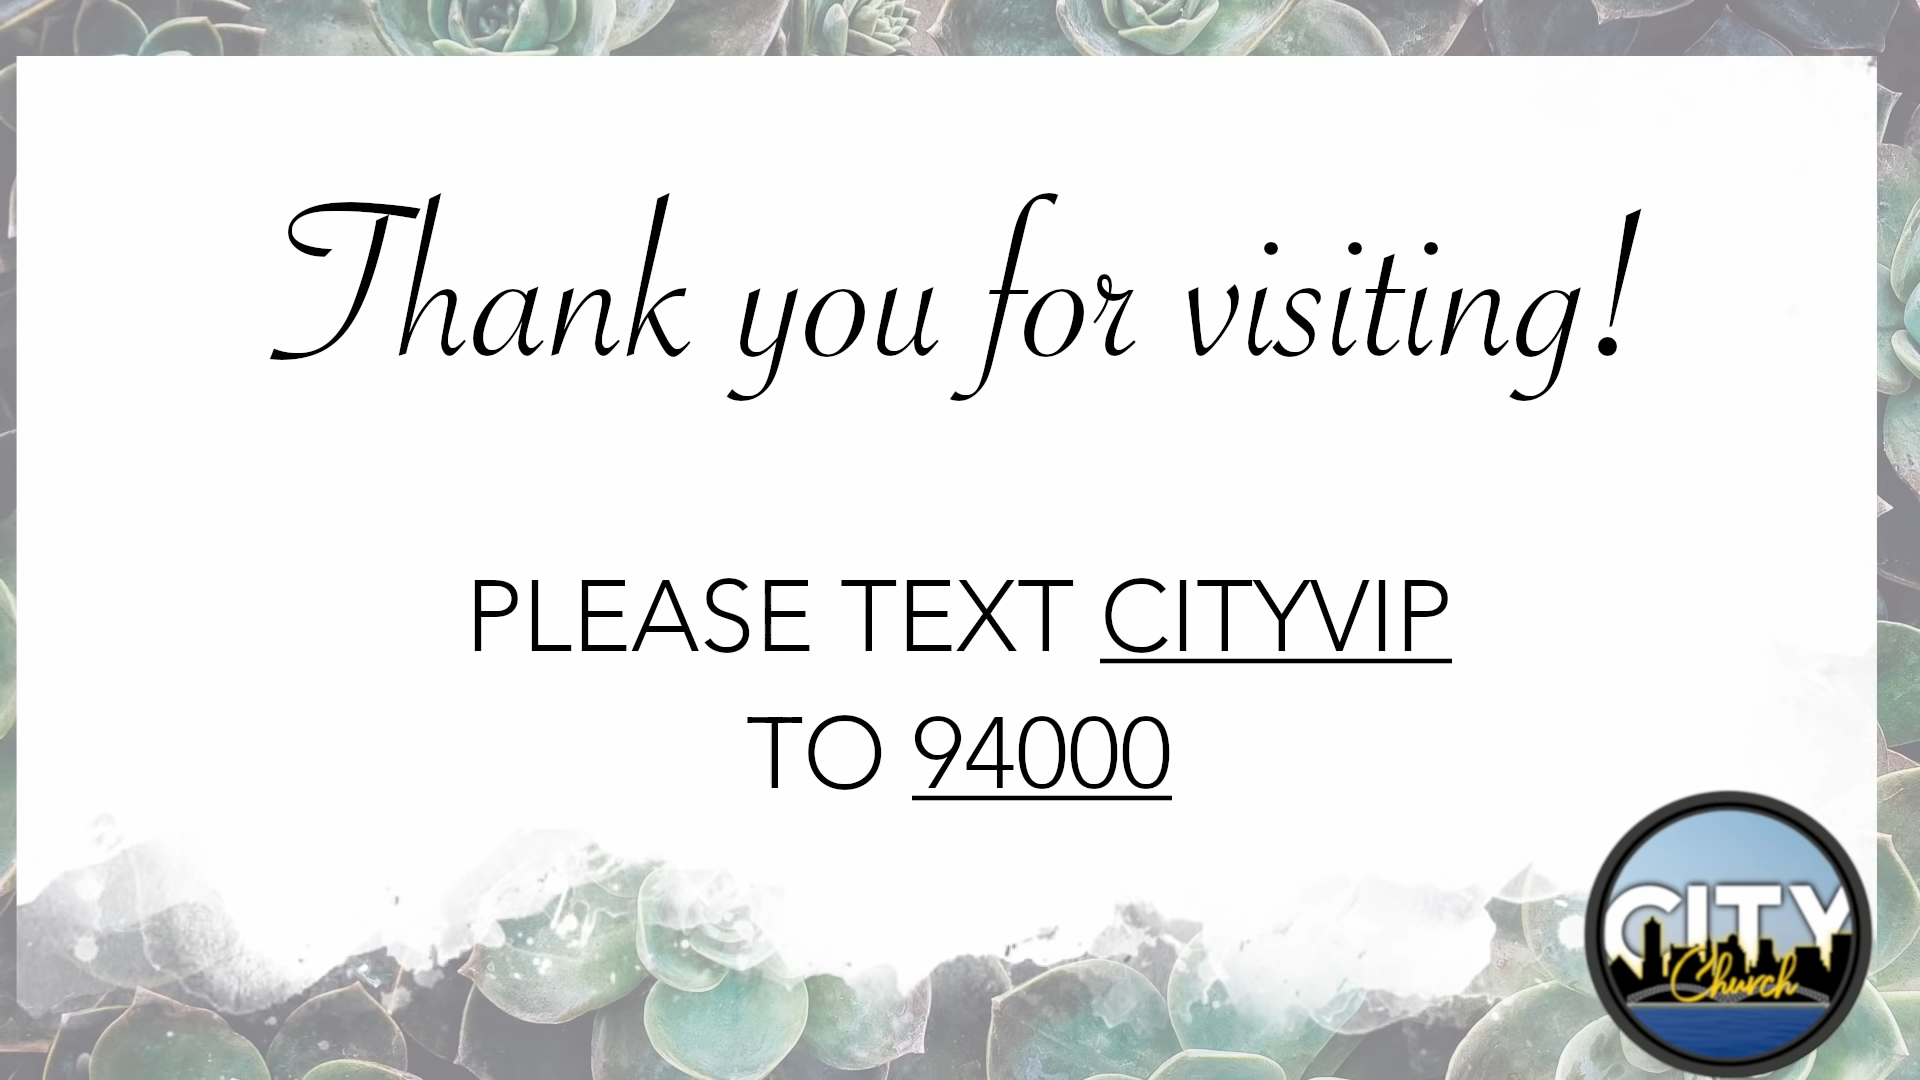 Thank you for visiting!
PLEASE TEXT CITYVIP
TO 94000
CITY
Church